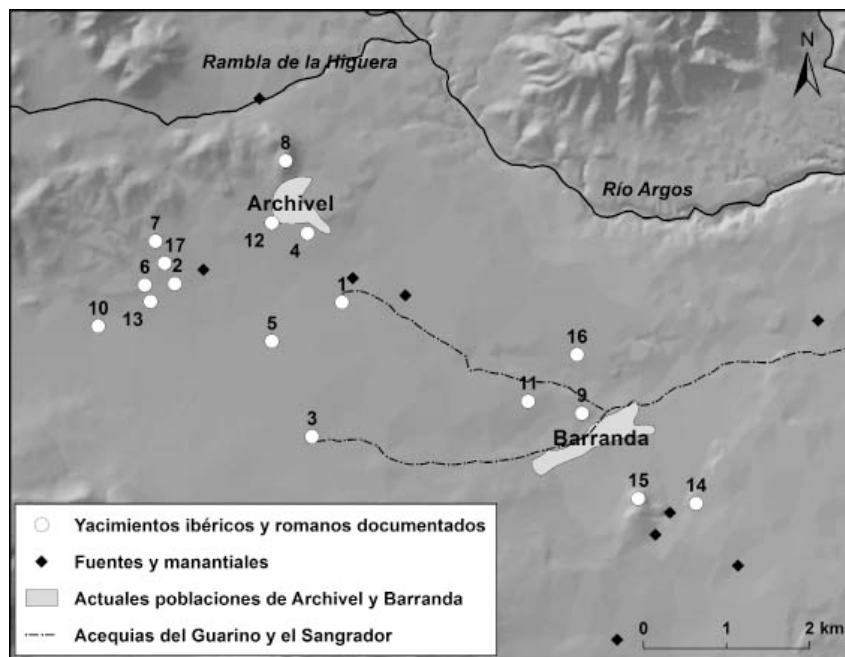 Rambla de la Higuera
N
8
Río Argos
Archivel
7
12
4
17
6
2
1
10
13
5
16
11
9
3
Barranda
15
14
Yacimientos ibéricos y romanos documentados
Fuentes y manantiales
Actuales poblaciones de Archivel y Barranda
Acequias del Guarino y el Sangrador
0 1 2 km